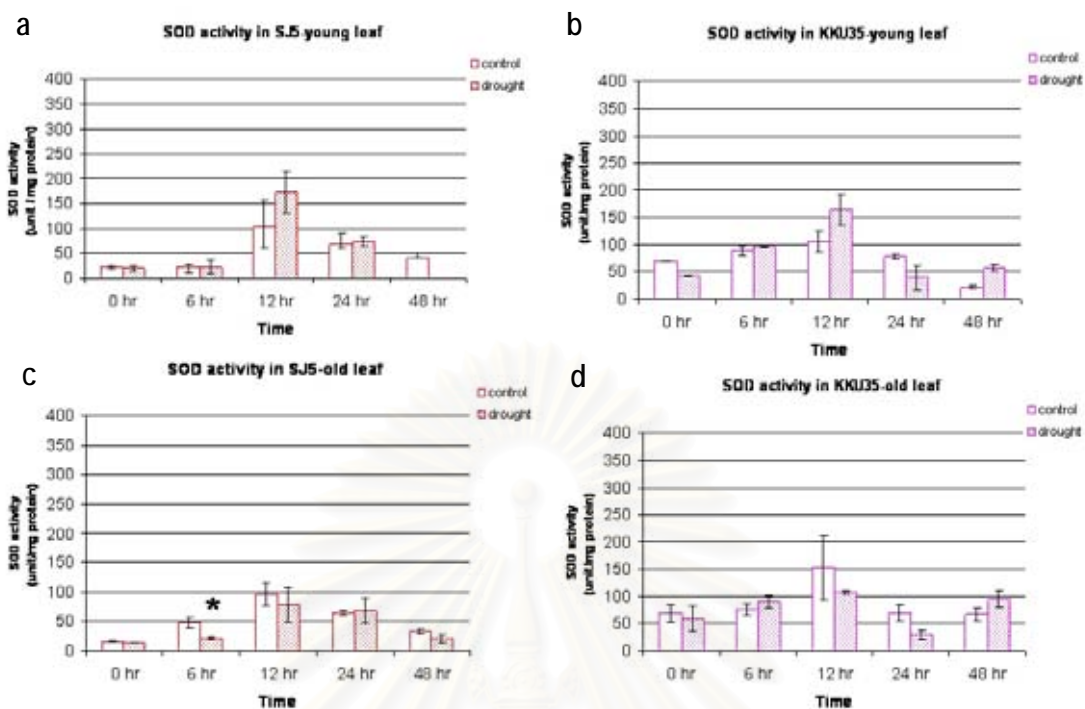 a
SOD activity in SJ5-young leaf
control
drought
400
350
300
250
200
150
100
50
0
SOD activity
(unit / mg protein)
0 hr 6 hr 12 hr 24 hr 48 hr
Time
b
SOD activity in KKU35-young leaf
control
drought
400
350
300
250
200
150
100
50
0
SOD activity
(unit/mg protein)
0 hr 6 hr 12 hr 24 hr 48 hr
Time
c
SOD activity in SJ5-old leaf
control
drought
400
350
300
250
200
150
100
50
0
SOD activity
(unit/mg protein)
*
0 hr 6 hr 12 hr 24 hr 48 hr
Time
d
SOD activity in KKU35-old leaf
control
drought
400
350
300
250
200
150
100
50
0
SOD activity
(unit/mg protein)
0 hr 6 hr 12 hr 24 hr 48 hr
Time